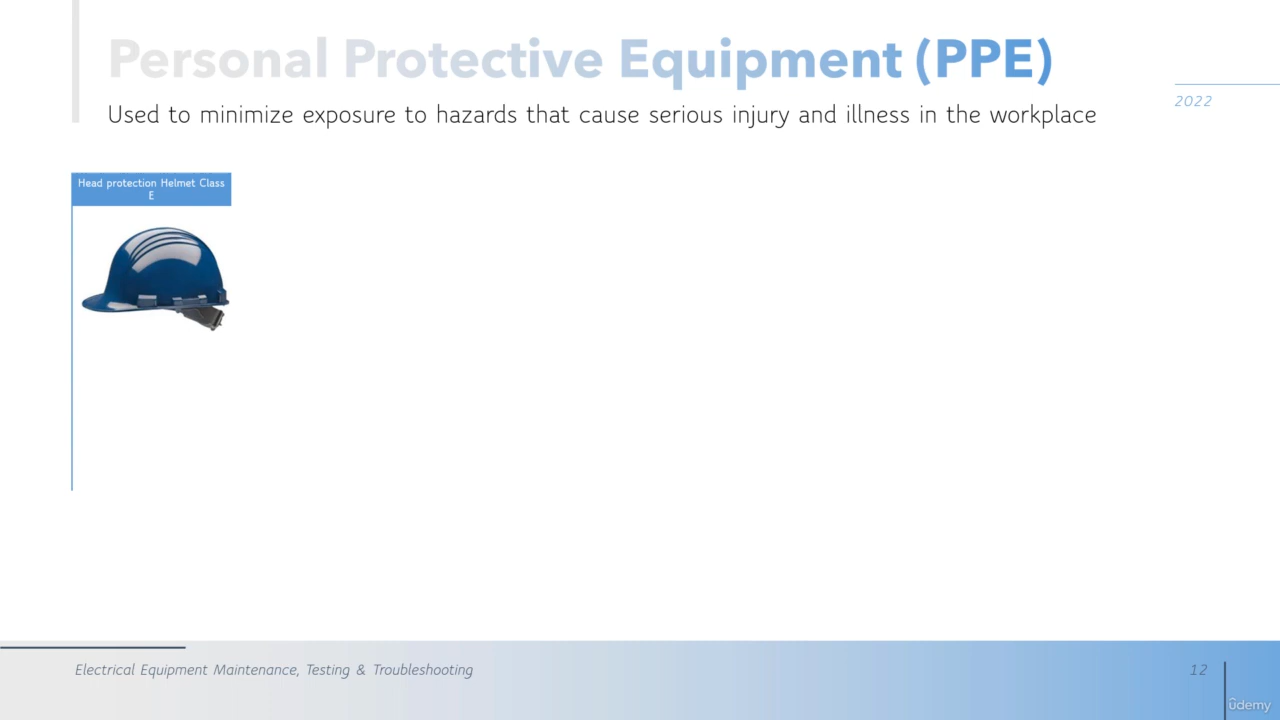 Personal Protective Equipment (PPE)
Used to minimize exposure to hazards that cause serious injury and illness in the workplace
2022
Head protection Helmet Class
E
Electrical Equipment Maintenance, Testing & Troubleshooting
12
ûdemy